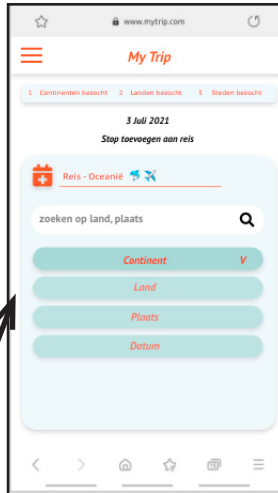 www.mytrip.com
My Trip
1 Continenten bezocht 2 Landen bezocht 3 Steden bezocht
3 Juli 2021
Stop toevoegen aan reis
Reis - Oceanië
zoeken op land, plaats
Continent V
Land
Plaats
Datum
15